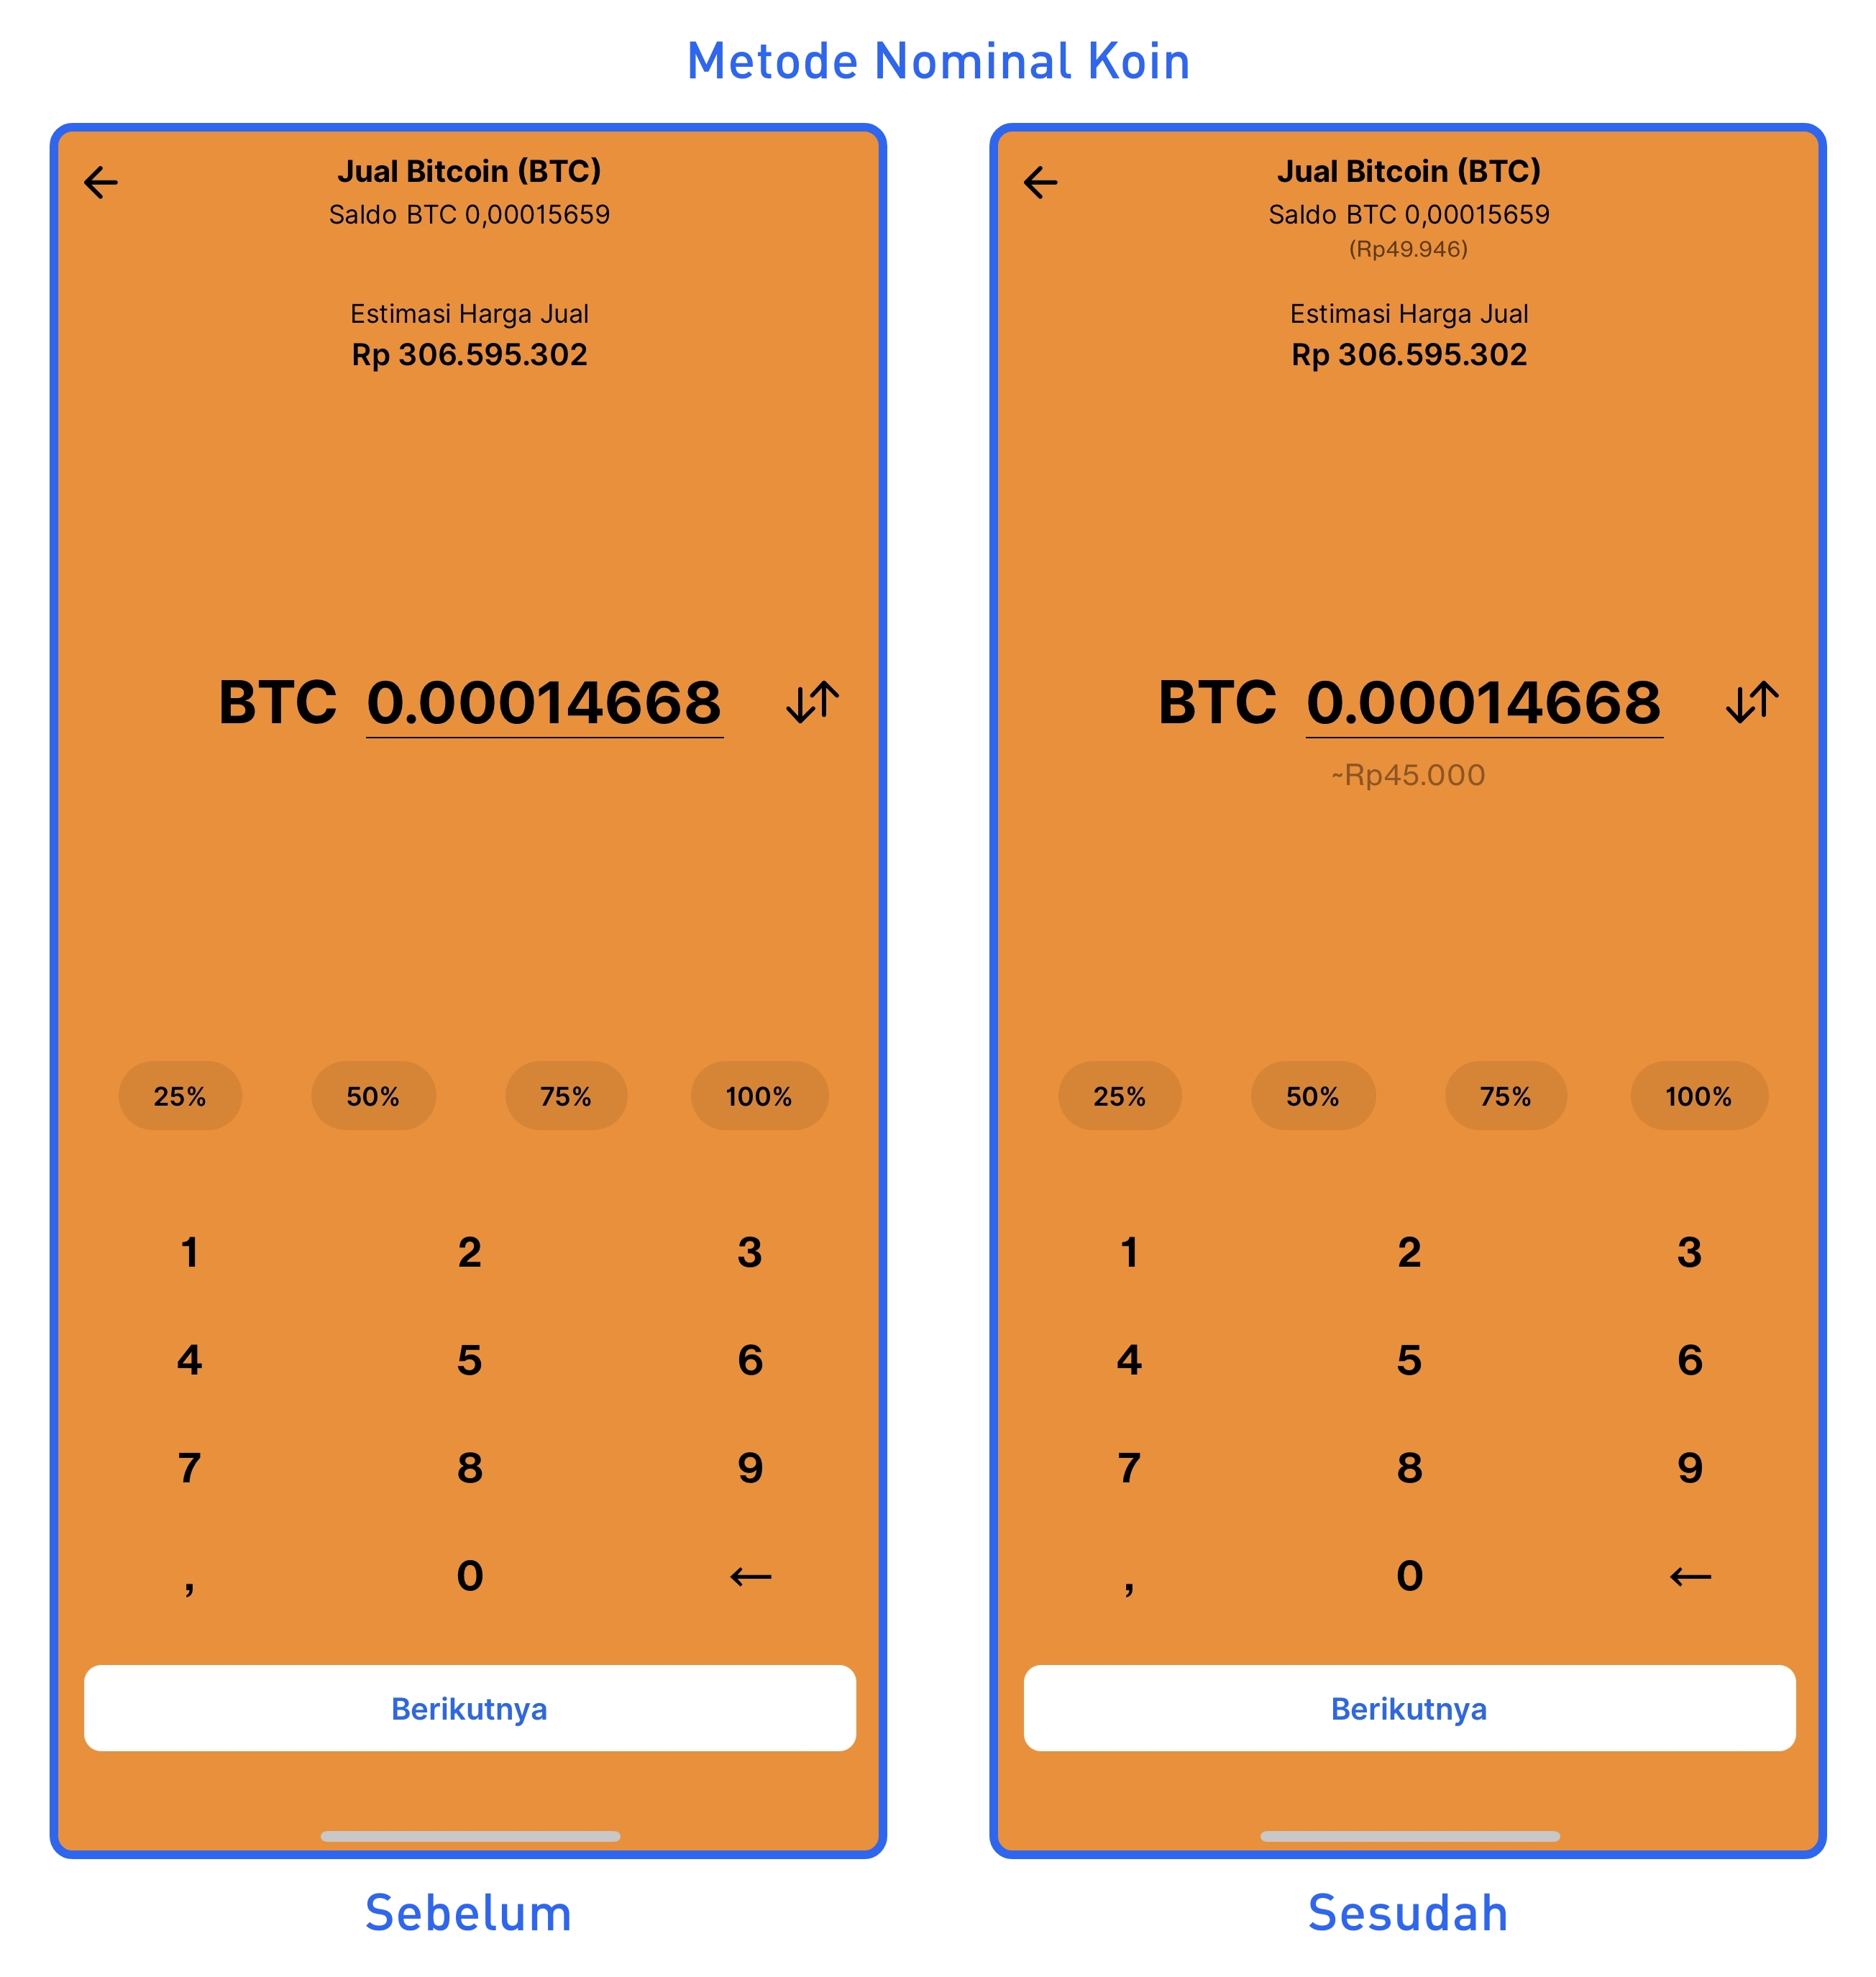 Metode Nominal Koin
Jual Bitcoin (BTC)
Saldo BTC 0,00015659
Estimasi Harga Jual
Rp 306.595.302
BTC 0.00014668
25% 50% 75% 100%
1 2 3
4 5 6
7 8 9
, 0 ←
Berikutnya
Sebelum
Jual Bitcoin (BTC)
Saldo BTC 0,00015659
(Rp49.946)
Estimasi Harga Jual
Rp 306.595.302
BTC 0.00014668
~Rp45.000
25% 50% 75% 100%
1 2 3
4 5 6
7 8 9
, 0 ←
Berikutnya
Sesudah